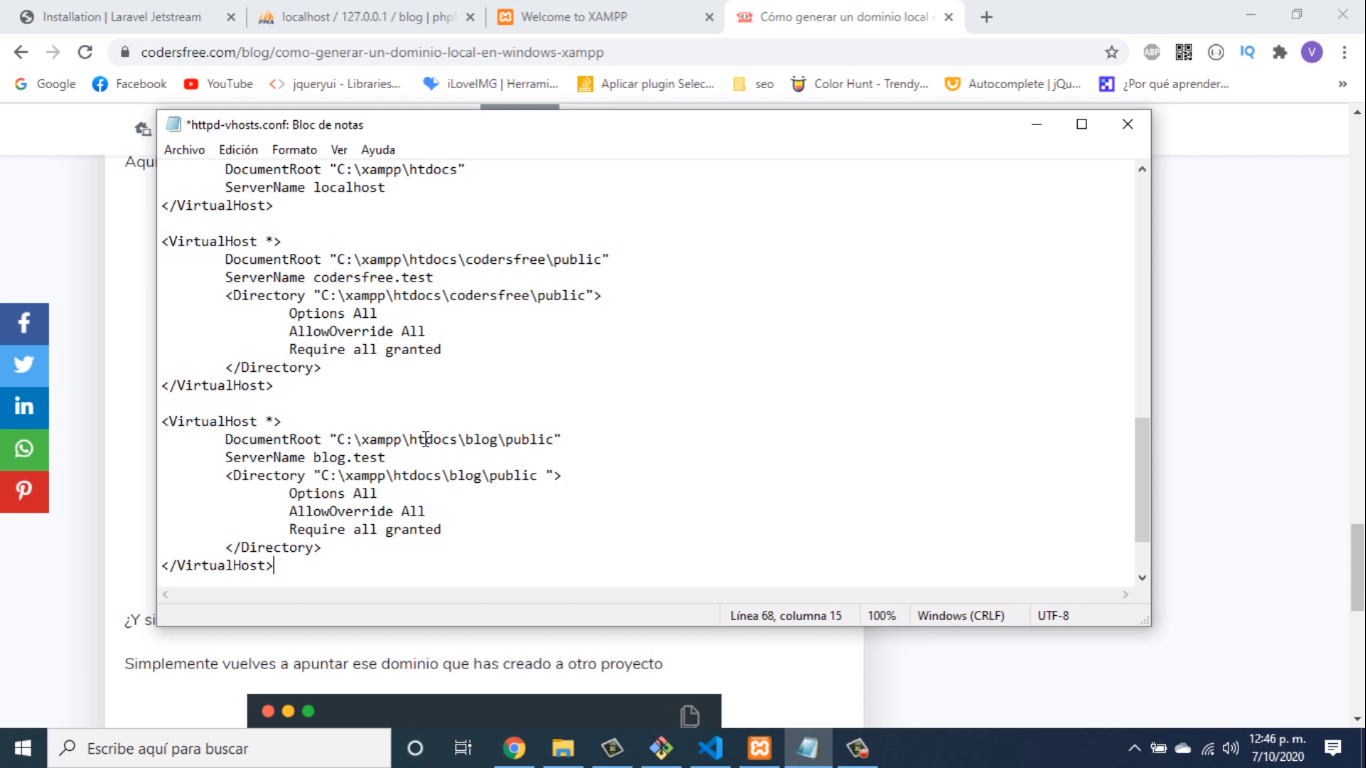 Installation | Laravel Jetstream
localhost / 127.0.0.1 / blog | php
Welcome to XAMPP
Cómo generar un dominio local
codersfree.com/blog/como-generar-un-dominio-local-en-windows-xampp
ABP
IQ
V
Google
Facebook
YouTube
jqueryui - Libraries...
iLoveIMG | Herrami...
Aplicar plugin Selec...
seo
Color Hunt - Trendy...
Autocomplete | jQu...
¿Por qué aprender...
»
Aquí
*httpd-vhosts.conf: Bloc de notas
Archivo Edición Formato Ver Ayuda
DocumentRoot "C:\xampp\htdocs"
ServerName localhost
</VirtualHost>
<VirtualHost *>
DocumentRoot "C:\xampp\htdocs\codersfree\public"
ServerName codersfree.test
<Directory "C:\xampp\htdocs\codersfree\public">
Options All
AllowOverride All
Require all granted
</Directory>
</VirtualHost>
<VirtualHost *>
DocumentRoot "C:\xampp\htdocs\blog\public"
ServerName blog.test
<Directory "C:\xampp\htdocs\blog\public ">
Options All
AllowOverride All
Require all granted
</Directory>
</VirtualHost>
Línea 68, columna 15
100%
Windows (CRLF)
UTF-8
¿Y si
Simplemente vuelves a apuntar ese dominio que has creado a otro proyecto
Escribe aquí para buscar
12:46 p. m.
7/10/2020